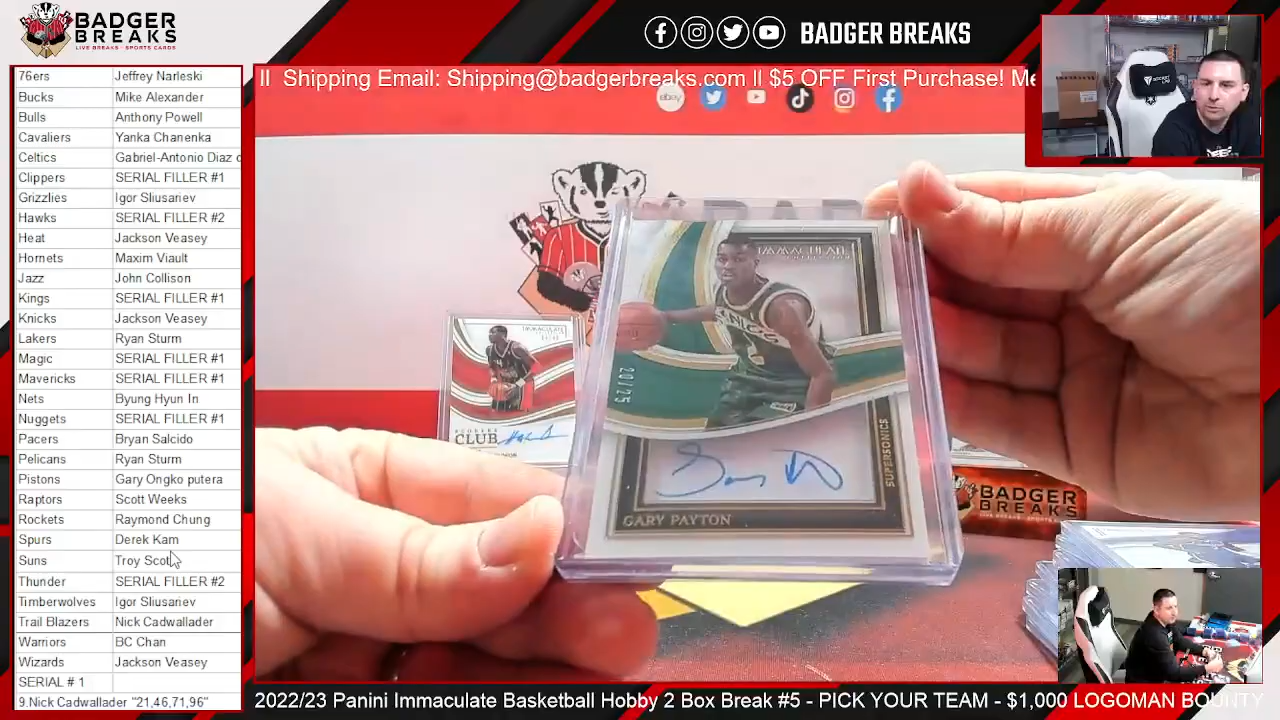 BADGER
BREAKS
LIVE BREAKS - SPORTS CARDS
BADGER BREAKS
ll Shipping Email: Shipping@badgerbreaks.com ll $5 OFF First Purchase! Me
ebay
76ers Jeffrey Narleski
Bucks Mike Alexander
Bulls Anthony Powell
Cavaliers Yanka Chanenka
Celtics Gabriel-Antonio Diaz
Clippers SERIAL FILLER #1
Grizzlies Igor Sliusariev
Hawks SERIAL FILLER #2
Heat Jackson Veasey
Hornets Maxim Viault
Jazz John Collison
Kings SERIAL FILLER #1
Knicks Jackson Veasey
Lakers Ryan Sturm
Magic SERIAL FILLER #1
Mavericks SERIAL FILLER #1
Nets Byung Hyun In
Nuggets SERIAL FILLER #1
Pacers Bryan Salcido
Pelicans Ryan Sturm
Pistons Gary Ongko putera
Raptors Scott Weeks
Rockets Raymond Chung
Spurs Derek Kam
Suns Troy Scott
Thunder SERIAL FILLER #2
Timberwolves Igor Sliusariev
Trail Blazers Nick Cadwallader
Warriors BC Chan
Wizards Jackson Veasey
SERIAL # 1
9.Nick Cadwallader "21,46,71,96"
IMMACULATE
COLLECTION
20/25
SUPERSONICS
GARY PAYTON
CLUB
BADGER
BREAKS
2022/23 Panini Immaculate Basketball Hobby 2 Box Break #5 - PICK YOUR TEAM - $1,000 LOGOMAN BOUNTY